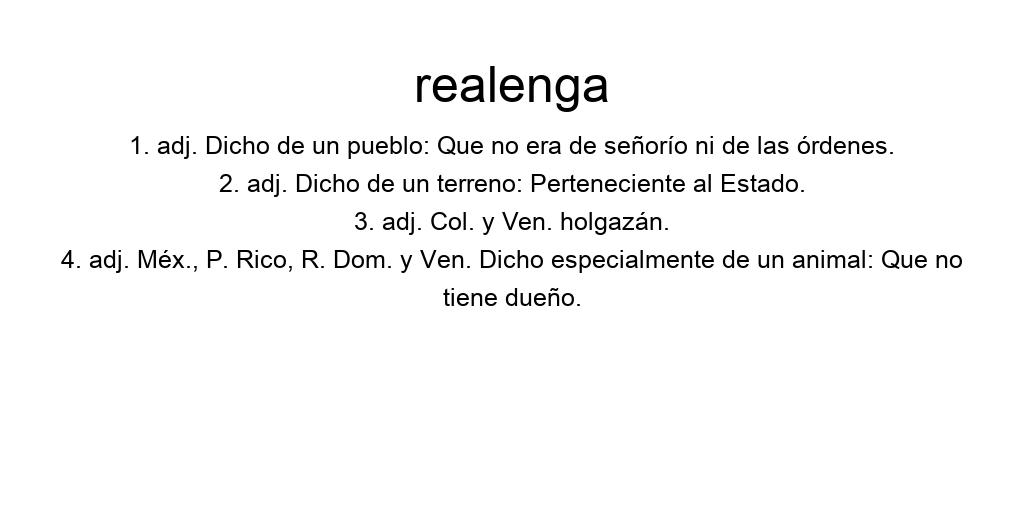 realenga
1. adj. Dicho de un pueblo: Que no era de señorío ni de las órdenes.
2. adj. Dicho de un terreno: Perteneciente al Estado.
3. adj. Col. y Ven. holgazán.
4. adj. Méx., P. Rico, R. Dom. y Ven. Dicho especialmente de un animal: Que no
tiene dueño.